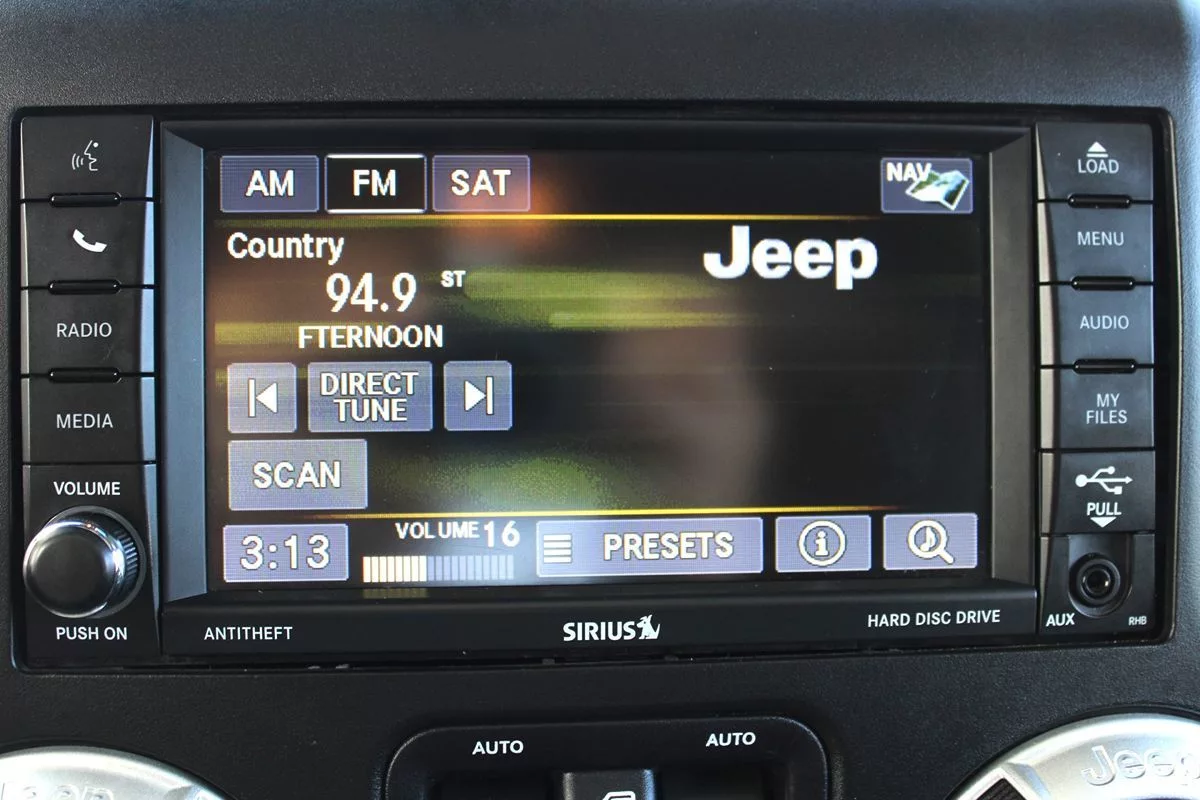 AM FM SAT NAV
Country
94.9 ST
FTERNOON
DIRECT
TUNE
SCAN
3:13 VOLUME 16 PRESETS
Jeep
RADIO
MEDIA
VOLUME
PUSH ON
LOAD
MENU
AUDIO
MY
FILES
PULL
AUX RHB
ANTITHEFT SIRIUS HARD DISC DRIVE
AUTO AUTO
Jeep